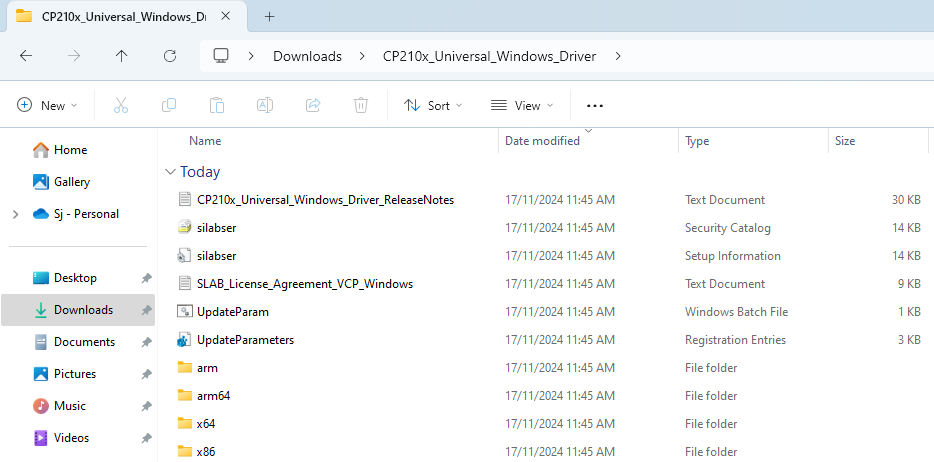 CP210x_Universal_Windows_Dı
Downloads > CP210x_Universal_Windows_Driver >
New Sort View
Name Date modified Type Size
Home
Gallery
Sj - Personal
Desktop
Downloads
Documents
Pictures
Music
Videos
Today
CP210x_Universal_Windows_Driver_ReleaseNotes 17/11/2024 11:45 AM Text Document 30 KB
silabser 17/11/2024 11:45 AM Security Catalog 14 KB
silabser 17/11/2024 11:45 AM Setup Information 14 KB
SLAB_License_Agreement_VCP_Windows 17/11/2024 11:45 AM Text Document 9 KB
UpdateParam 17/11/2024 11:45 AM Windows Batch File 1 KB
UpdateParameters 17/11/2024 11:45 AM Registration Entries 3 KB
arm 17/11/2024 11:45 AM File folder
arm64 17/11/2024 11:45 AM File folder
x64 17/11/2024 11:45 AM File folder
x86 17/11/2024 11:45 AM File folder